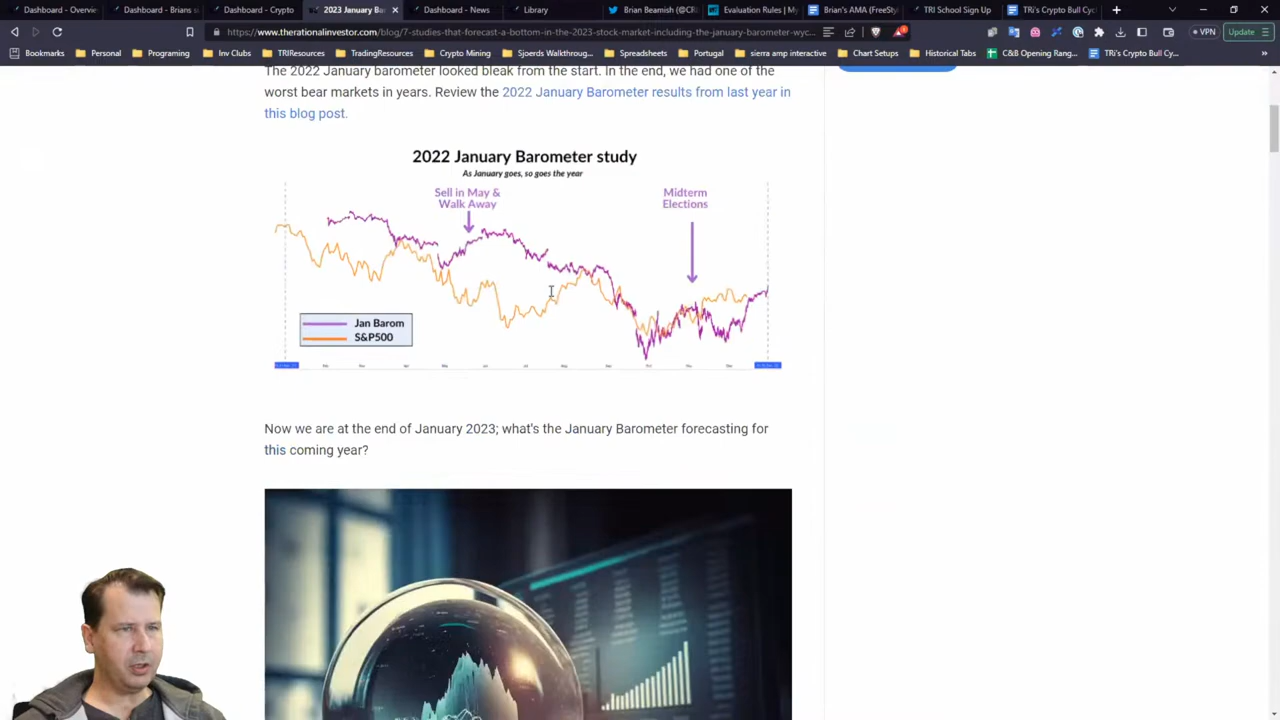 Dashboard - Overvie
Dashboard - Brians s
Dashboard - Crypto
2023 January Ba
Dashboard - News
Library
Brian Beamish (@CR
Evaluation Rules | My
Brian's AMA (FreeSty
TRI School Sign Up
TRi's Crypto Bull Cyc
https://www.therationalinvestor.com/blog/7-studies-that-forecast-a-bottom-in-the-2023-stock-market-including-the-january-barometer-wyc...
VPN
Update
Bookmarks
Personal
Programing
Inv Clubs
TRIResources
TradingResources
Crypto Mining
Sjoerds Walkthroug...
Spreadsheets
Portugal
sierra amp interactive
Chart Setups
Historical Tabs
C&B Opening Rang...
TRi's Crypto Bull Cy...
The 2022 January barometer looked bleak from the start. In the end, we had one of the
worst bear markets in years. Review the 2022 January Barometer results from last year in
this blog post.
2022 January Barometer study
As January goes, so goes the year
Sell in May &
Walk Away
Midterm
Elections
Jan Barom
S&P500
Now we are at the end of January 2023; what's the January Barometer forecasting for
this coming year?